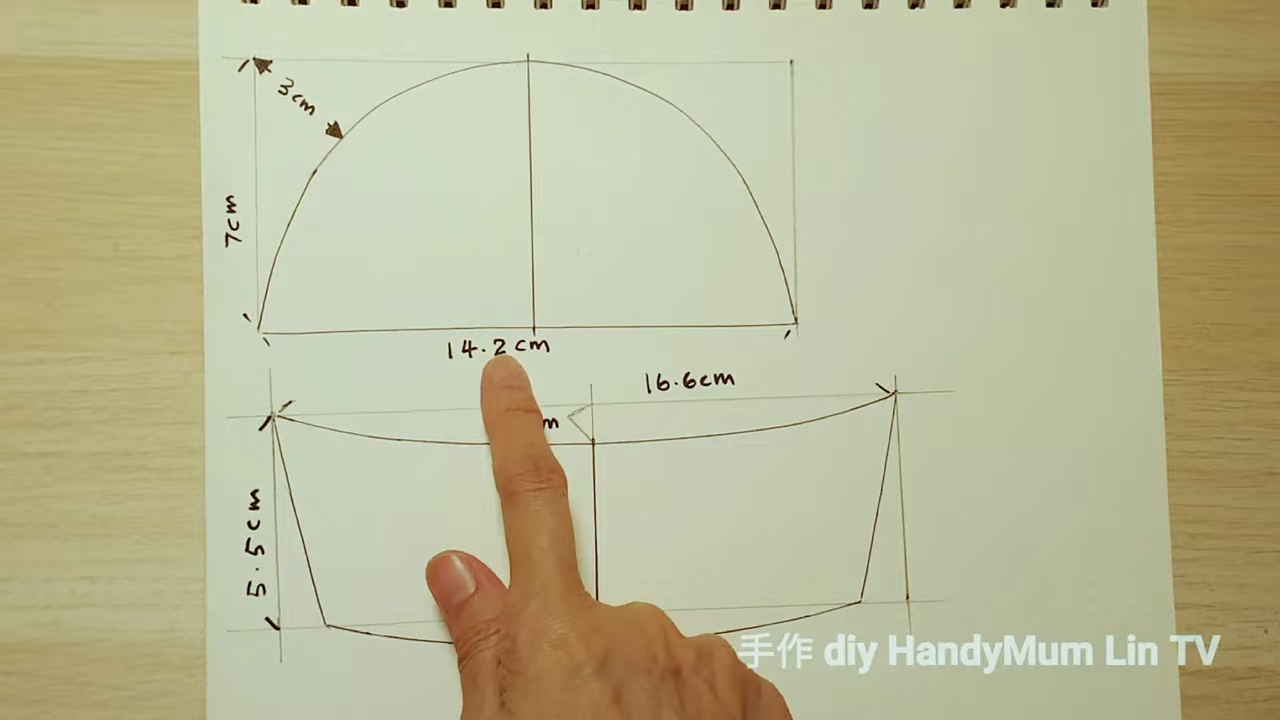 3cm
7cm
14.2cm
16.6cm
m
5.5cm
手作 diy HandyMum Lin TV